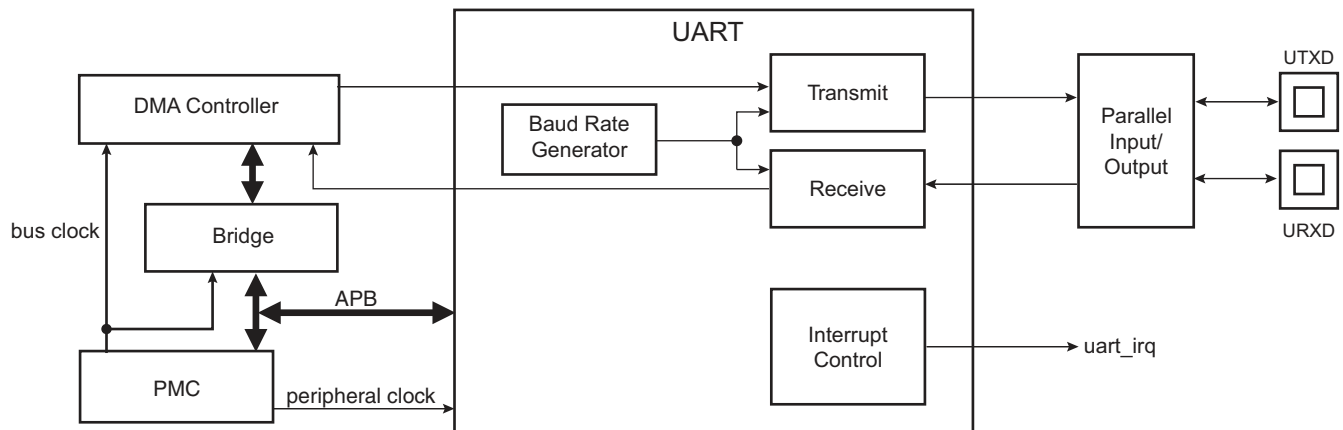 UART
DMA Controller
Transmit
Baud Rate
Generator
Receive
Parallel
Input/
Output
UTXD
URXD
bus clock
Bridge
APB
Interrupt
Control
uart_irq
PMC
peripheral clock